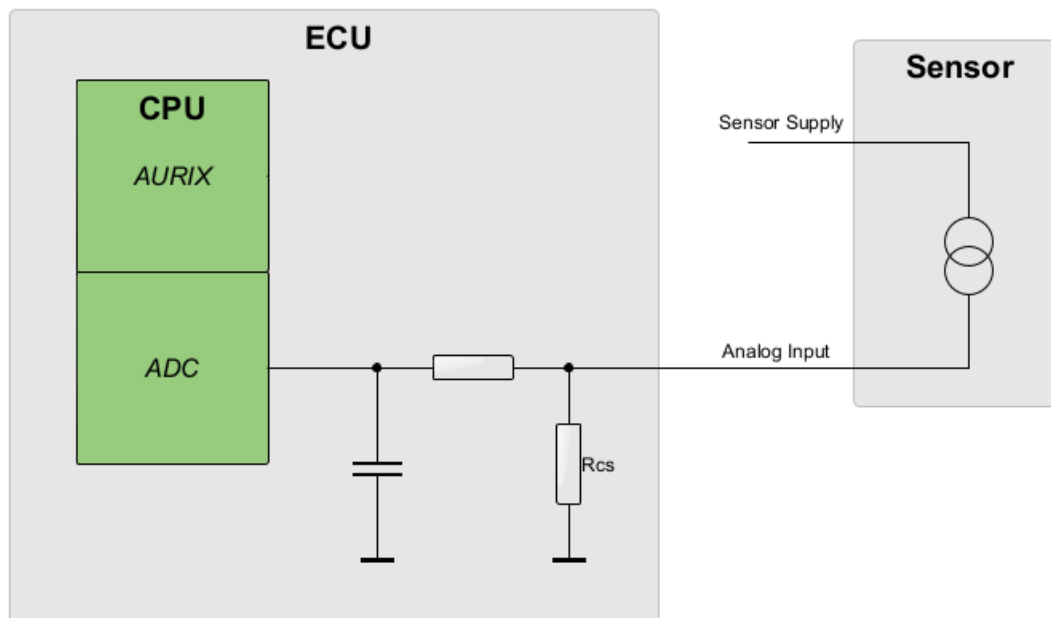 ECU
CPU
AURIX
ADC
Rcs
Sensor
Sensor Supply
Analog Input